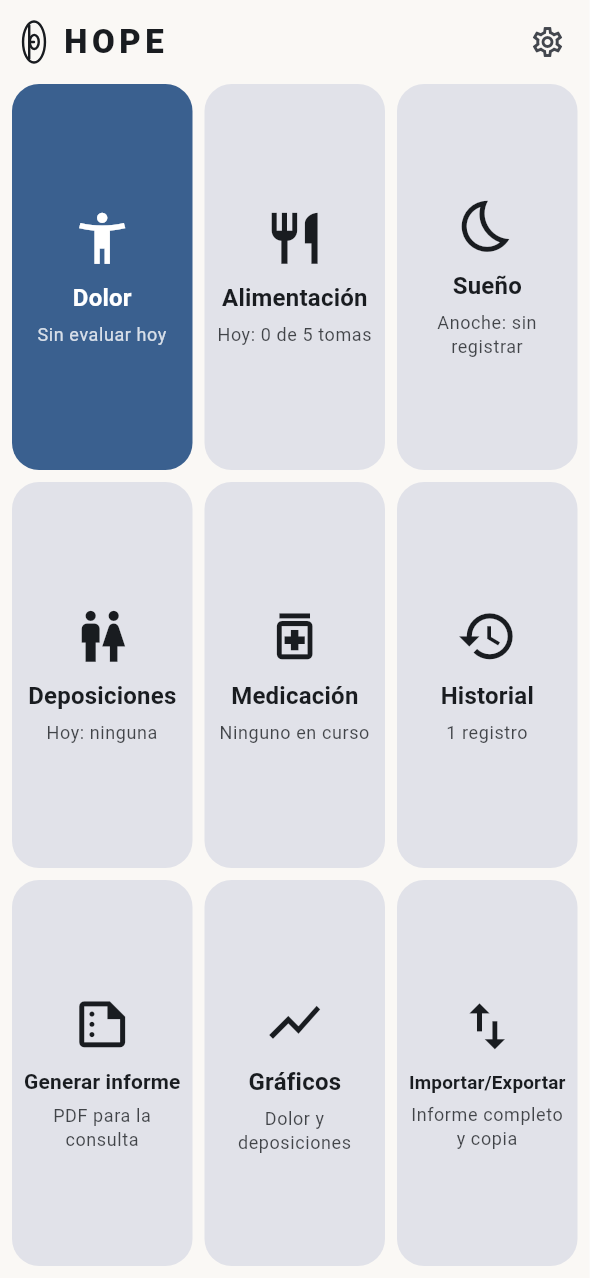 HOPE
Dolor
Sin evaluar hoy
Alimentación
Hoy: 0 de 5 tomas
Sueño
Anoche: sin
registrar
Deposiciones
Hoy: ninguna
Medicación
Ninguno en curso
Historial
1 registro
Generar informe
PDF para la
consulta
Gráficos
Dolor y
deposiciones
Importar/Exportar
Informe completo
y copia